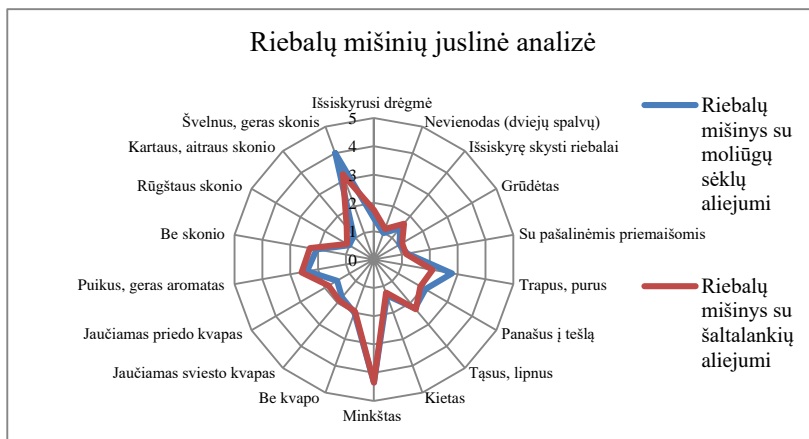 Riebalų mišinių juslinė analizė
Išsiskyrusi drėgmė
Nevienodas (dviejų spalvų)
Išsiskyrę skysti riebalai
Grūdėtas
Su pašalinėmis priemaišomis
Trapus, purus
Panašus į tešlą
Tąsus, lipnus
Kietas
Minkštas
Be kvapo
Jaučiamas sviesto kvapas
Jaučiamas priedo kvapas
Puikus, geras aromatas
Be skonio
Rūgštaus skonio
Kartaus, aitraus skonio
Švelnus, geras skonis
5
4
3
2
1
0
Riebalų
mišinys su
moliūgų
sėklų
aliejumi
Riebalų
mišinys su
šaltalankių
aliejumi